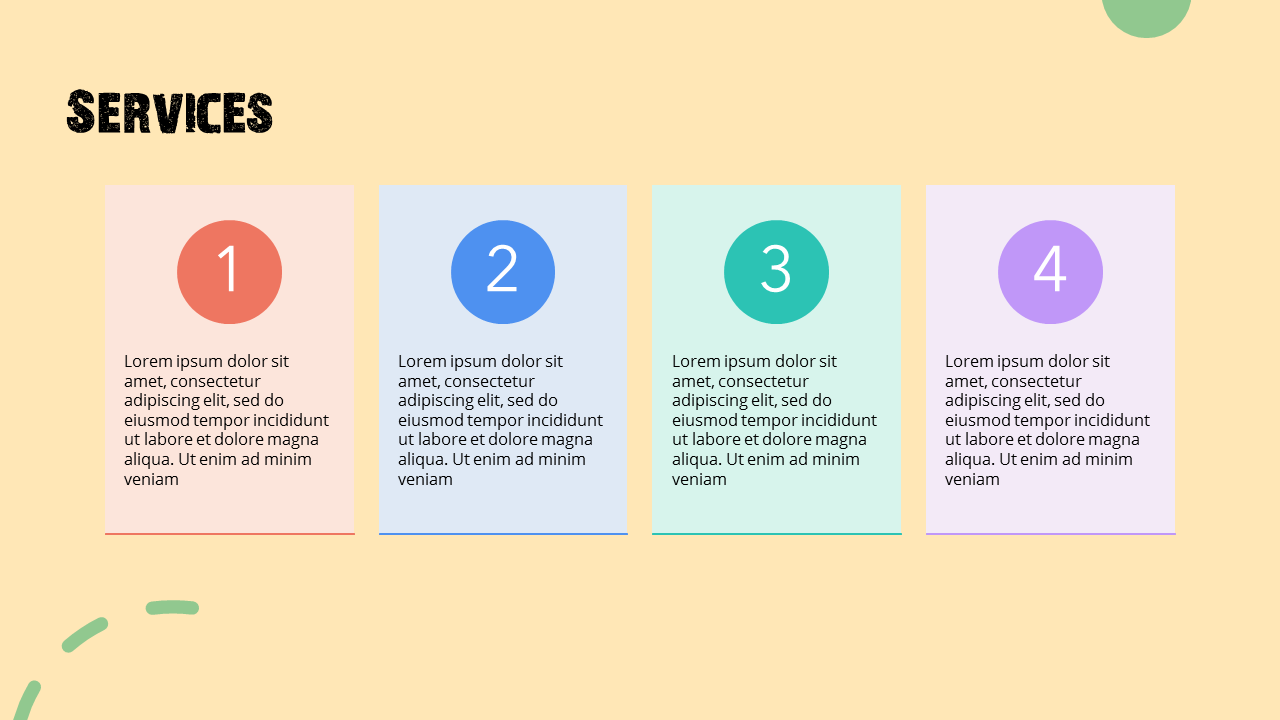 SERVICES
1
Lorem ipsum dolor sit
amet, consectetur
adipiscing elit, sed do
eiusmod tempor incididunt
ut labore et dolore magna
aliqua. Ut enim ad minim
veniam
2
Lorem ipsum dolor sit
amet, consectetur
adipiscing elit, sed do
eiusmod tempor incididunt
ut labore et dolore magna
aliqua. Ut enim ad minim
veniam
3
Lorem ipsum dolor sit
amet, consectetur
adipiscing elit, sed do
eiusmod tempor incididunt
ut labore et dolore magna
aliqua. Ut enim ad minim
veniam
4
Lorem ipsum dolor sit
amet, consectetur
adipiscing elit, sed do
eiusmod tempor incididunt
ut labore et dolore magna
aliqua. Ut enim ad minim
veniam